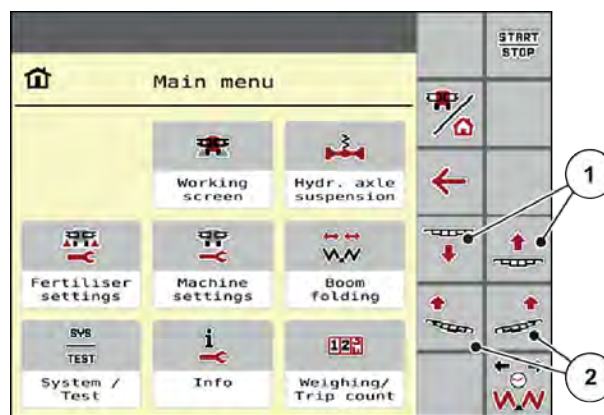 START
STOP
Main menu
Working
screen
Hydr. axle
suspension
1
Fertiliser
settings
Machine
settings
Boom
folding
SYS
TEST
i
123
System /
Test
Info
Weighing/
Trip count
2